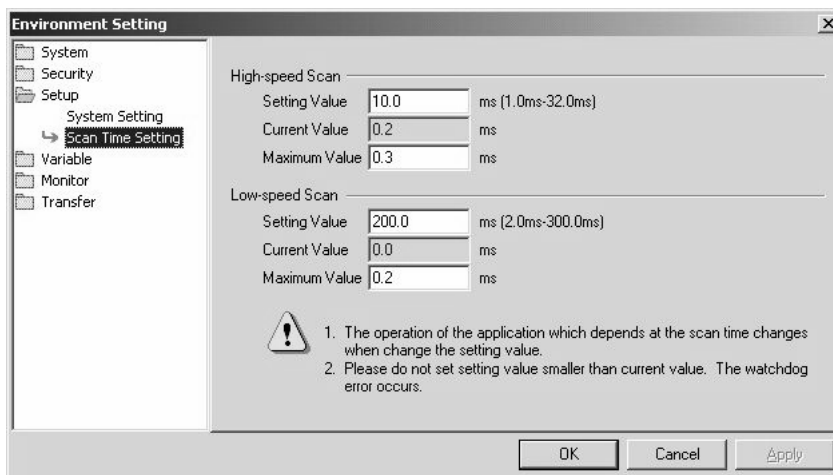 Environment Setting
System
Security
Setup
System Setting
Scan Time Setting
Variable
Monitor
Transfer
High-speed Scan
Setting Value 10.0 ms (1.0ms-32.0ms)
Current Value 0.2 ms
Maximum Value 0.3 ms
Low-speed Scan
Setting Value 200.0 ms (2.0ms-300.0ms)
Current Value 0.0 ms
Maximum Value 0.2 ms
1. The operation of the application which depends at the scan time changes
when change the setting value.
2. Please do not set setting value smaller than current value. The watchdog
error occurs.
OK Cancel Apply